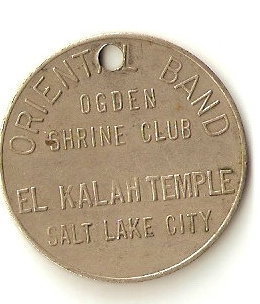 ORIENTAL BAND
OGDEN
SHRINE CLUB
EL KALAH TEMPLE
SALT LAKE CITY